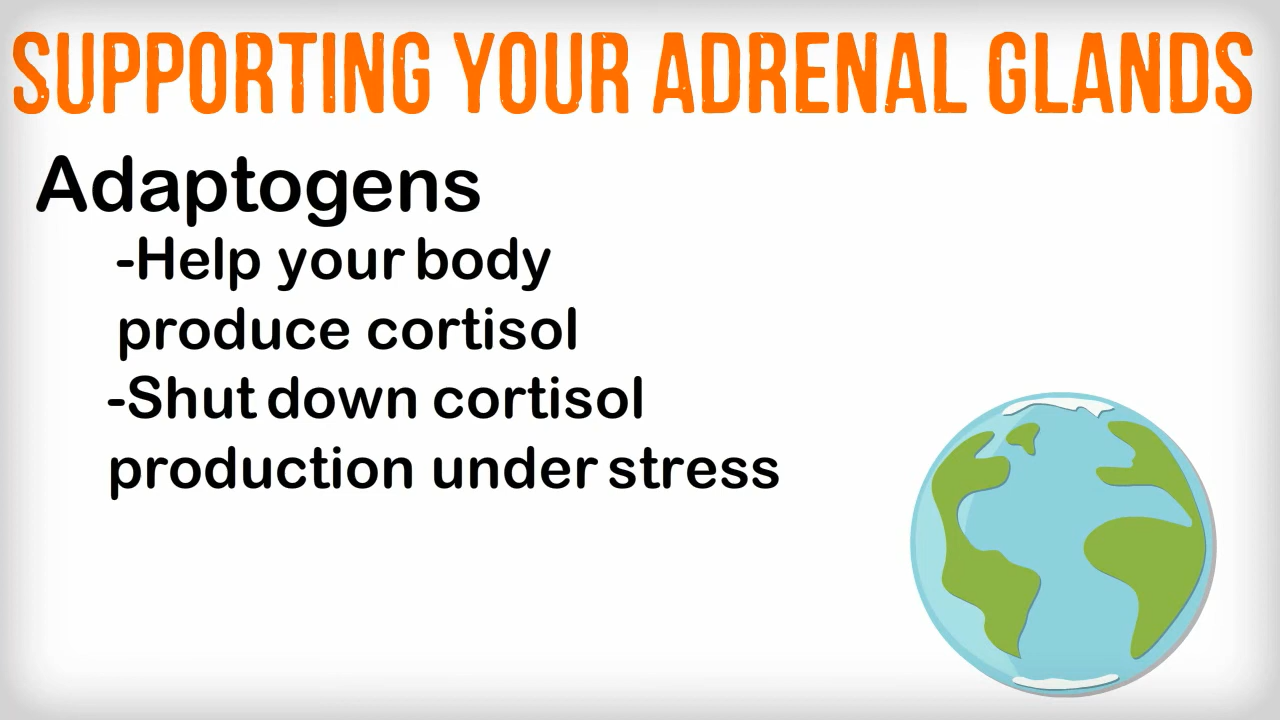 SUPPORTING YOUR ADRENAL GLANDS
Adaptogens
-Help your body
produce cortisol
-Shut down cortisol
production under stress